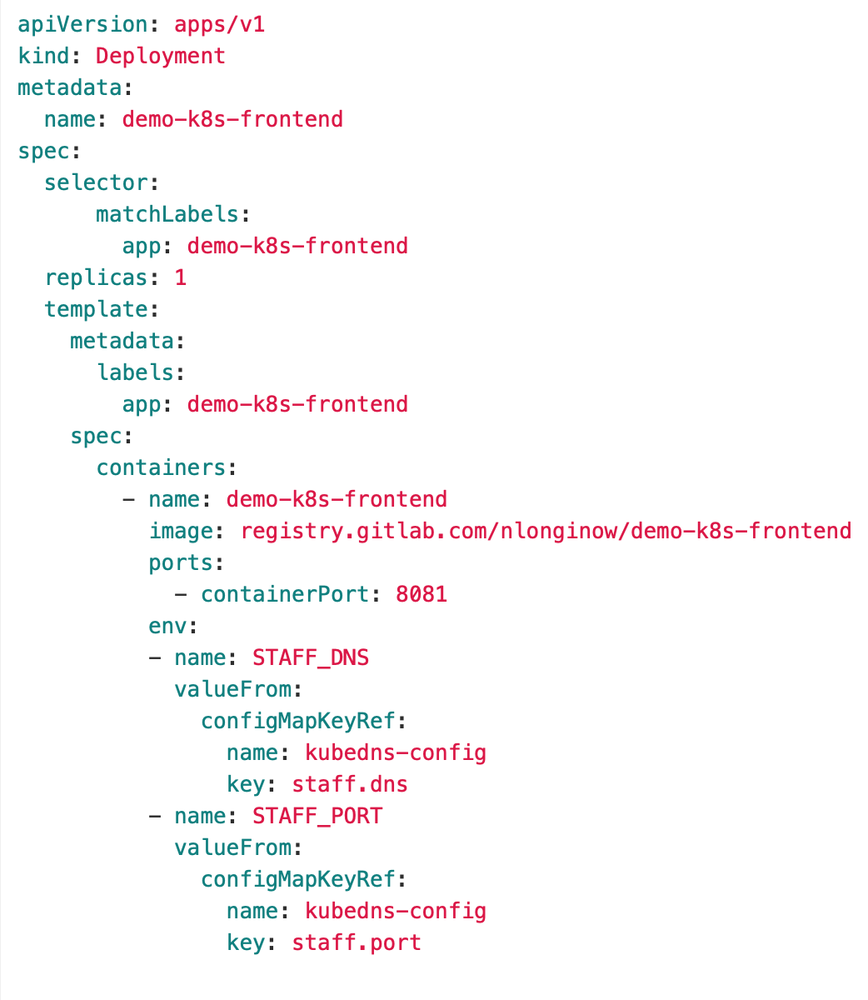 apiVersion: apps/v1
kind: Deployment
metadata:
  name: demo-k8s-frontend
spec:
  selector:
      matchLabels:
        app: demo-k8s-frontend
  replicas: 1
  template:
    metadata:
      labels:
        app: demo-k8s-frontend
    spec:
      containers:
        - name: demo-k8s-frontend
          image: registry.gitlab.com/nlonginow/demo-k8s-frontend
          ports:
            - containerPort: 8081
          env:
          - name: STAFF_DNS
            valueFrom:
              configMapKeyRef:
                name: kubedns-config
                key: staff.dns
          - name: STAFF_PORT
            valueFrom:
              configMapKeyRef:
                name: kubedns-config
                key: staff.port